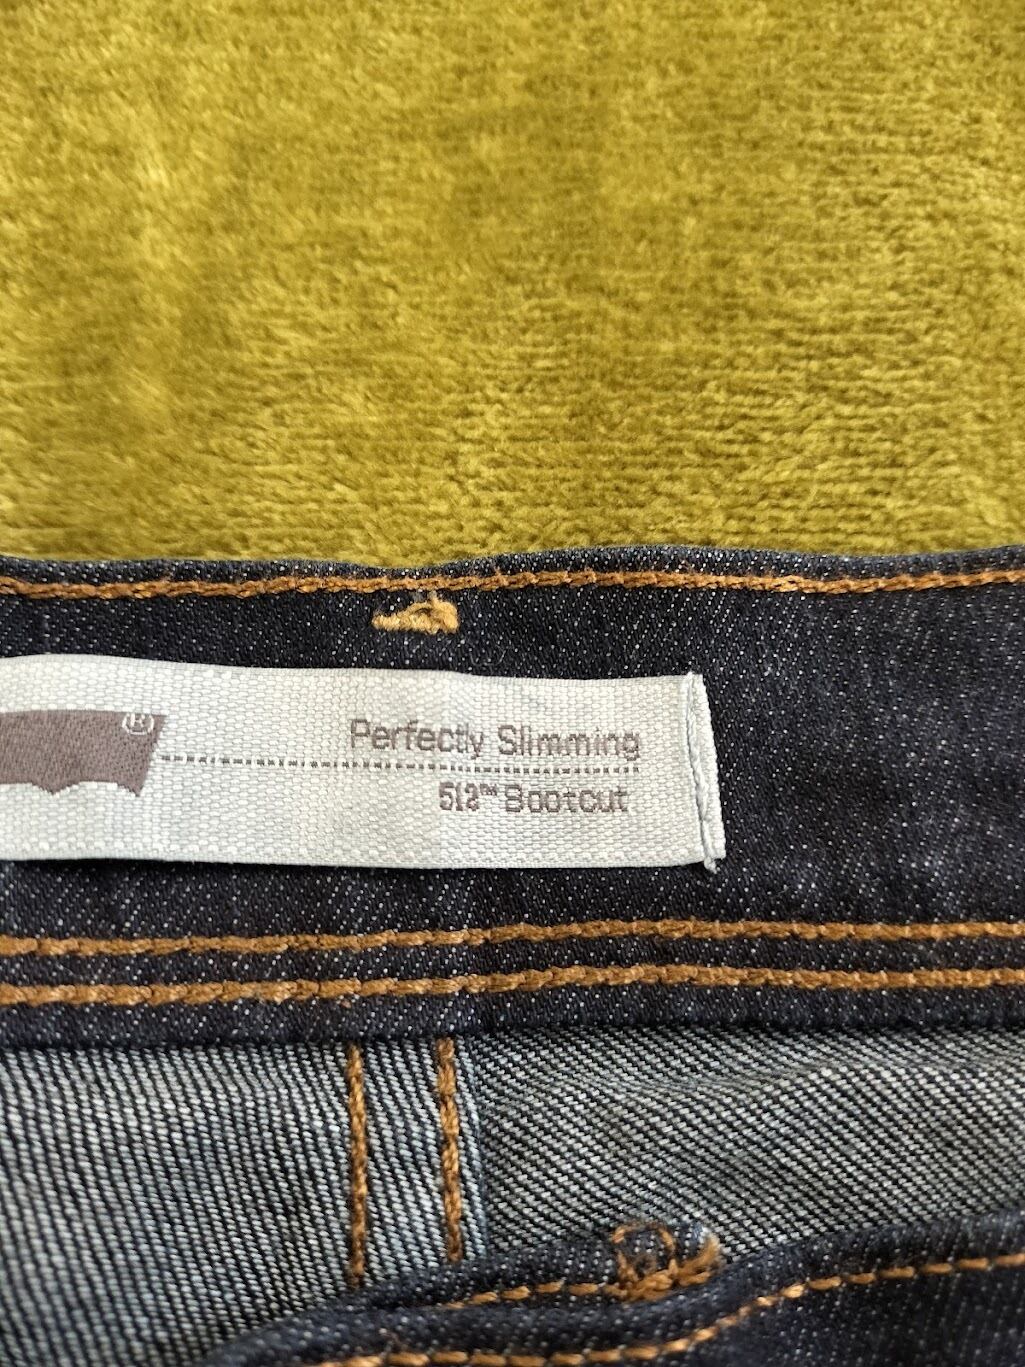 ®
Perfectly Slimming
512™ Bootcut